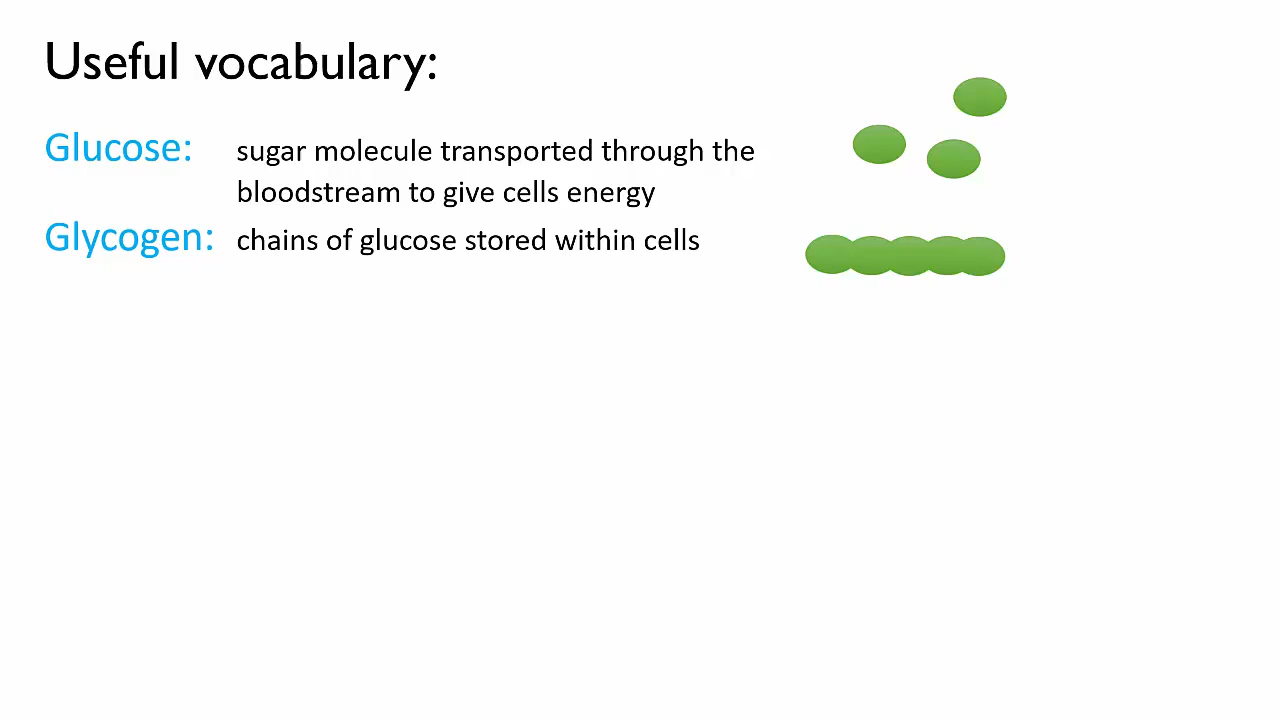 Useful vocabulary:
Glucose: sugar molecule transported through the
bloodstream to give cells energy
Glycogen: chains of glucose stored within cells